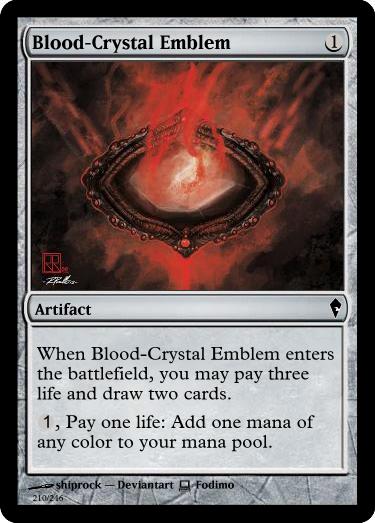 Blood-Crystal Emblem 1
Artifact
When Blood-Crystal Emblem enters
the battlefield, you may pay three
life and draw two cards.
1, Pay one life: Add one mana of
any color to your mana pool.
shiprock — Deviantart Fodimo
210/246